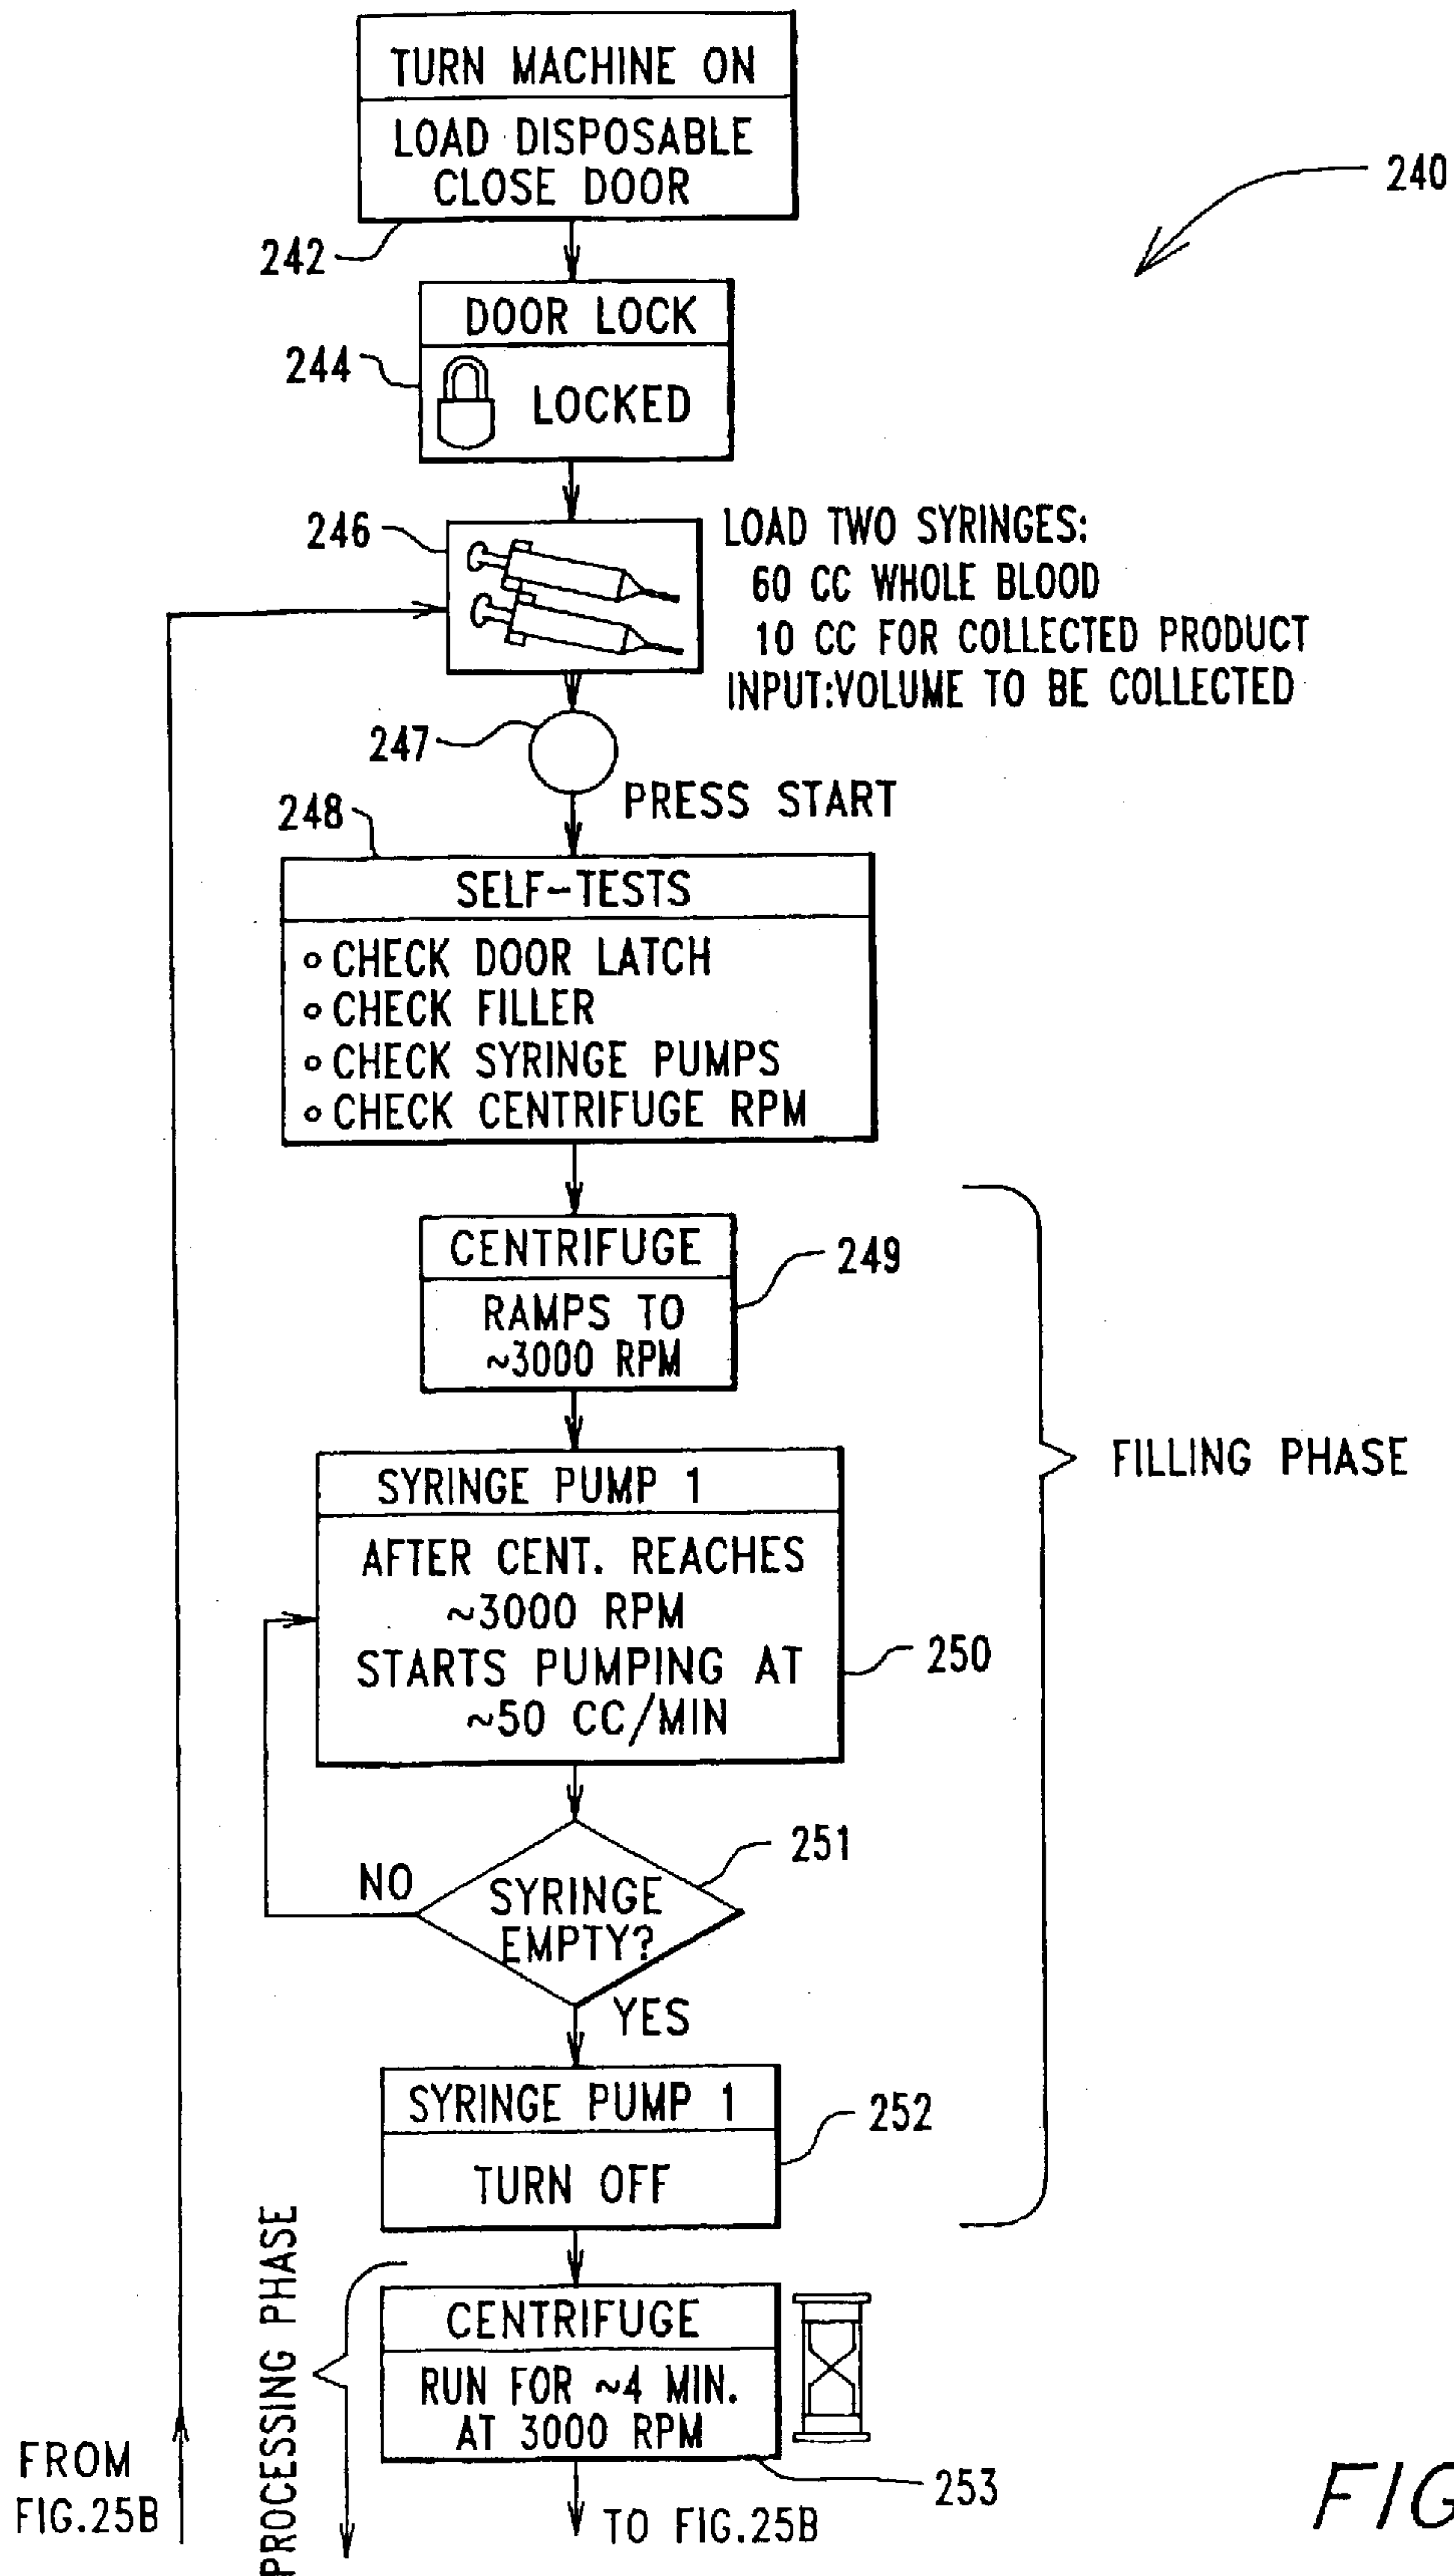 TURN MACHINE ON
LOAD DISPOSABLE
CLOSE DOOR
240
242
DOOR LOCK
244
LOCKED
246
LOAD TWO SYRINGES:
60 CC WHOLE BLOOD
10 CC FOR COLLECTED PRODUCT
INPUT:VOLUME TO BE COLLECTED
247
PRESS START
248
SELF-TESTS
∘ CHECK DOOR LATCH
∘ CHECK FILLER
∘ CHECK SYRINGE PUMPS
∘ CHECK CENTRIFUGE RPM
CENTRIFUGE
249
RAMPS TO
~3000 RPM
FILLING PHASE
SYRINGE PUMP 1
AFTER CENT. REACHES
~3000 RPM
STARTS PUMPING AT
~50 CC/MIN
250
251
NO
SYRINGE
EMPTY?
YES
SYRINGE PUMP 1
252
TURN OFF
PROCESSING PHASE
CENTRIFUGE
RUN FOR ~4 MIN.
AT 3000 RPM
253
FROM
FIG.25B
TO FIG.25B
FIG